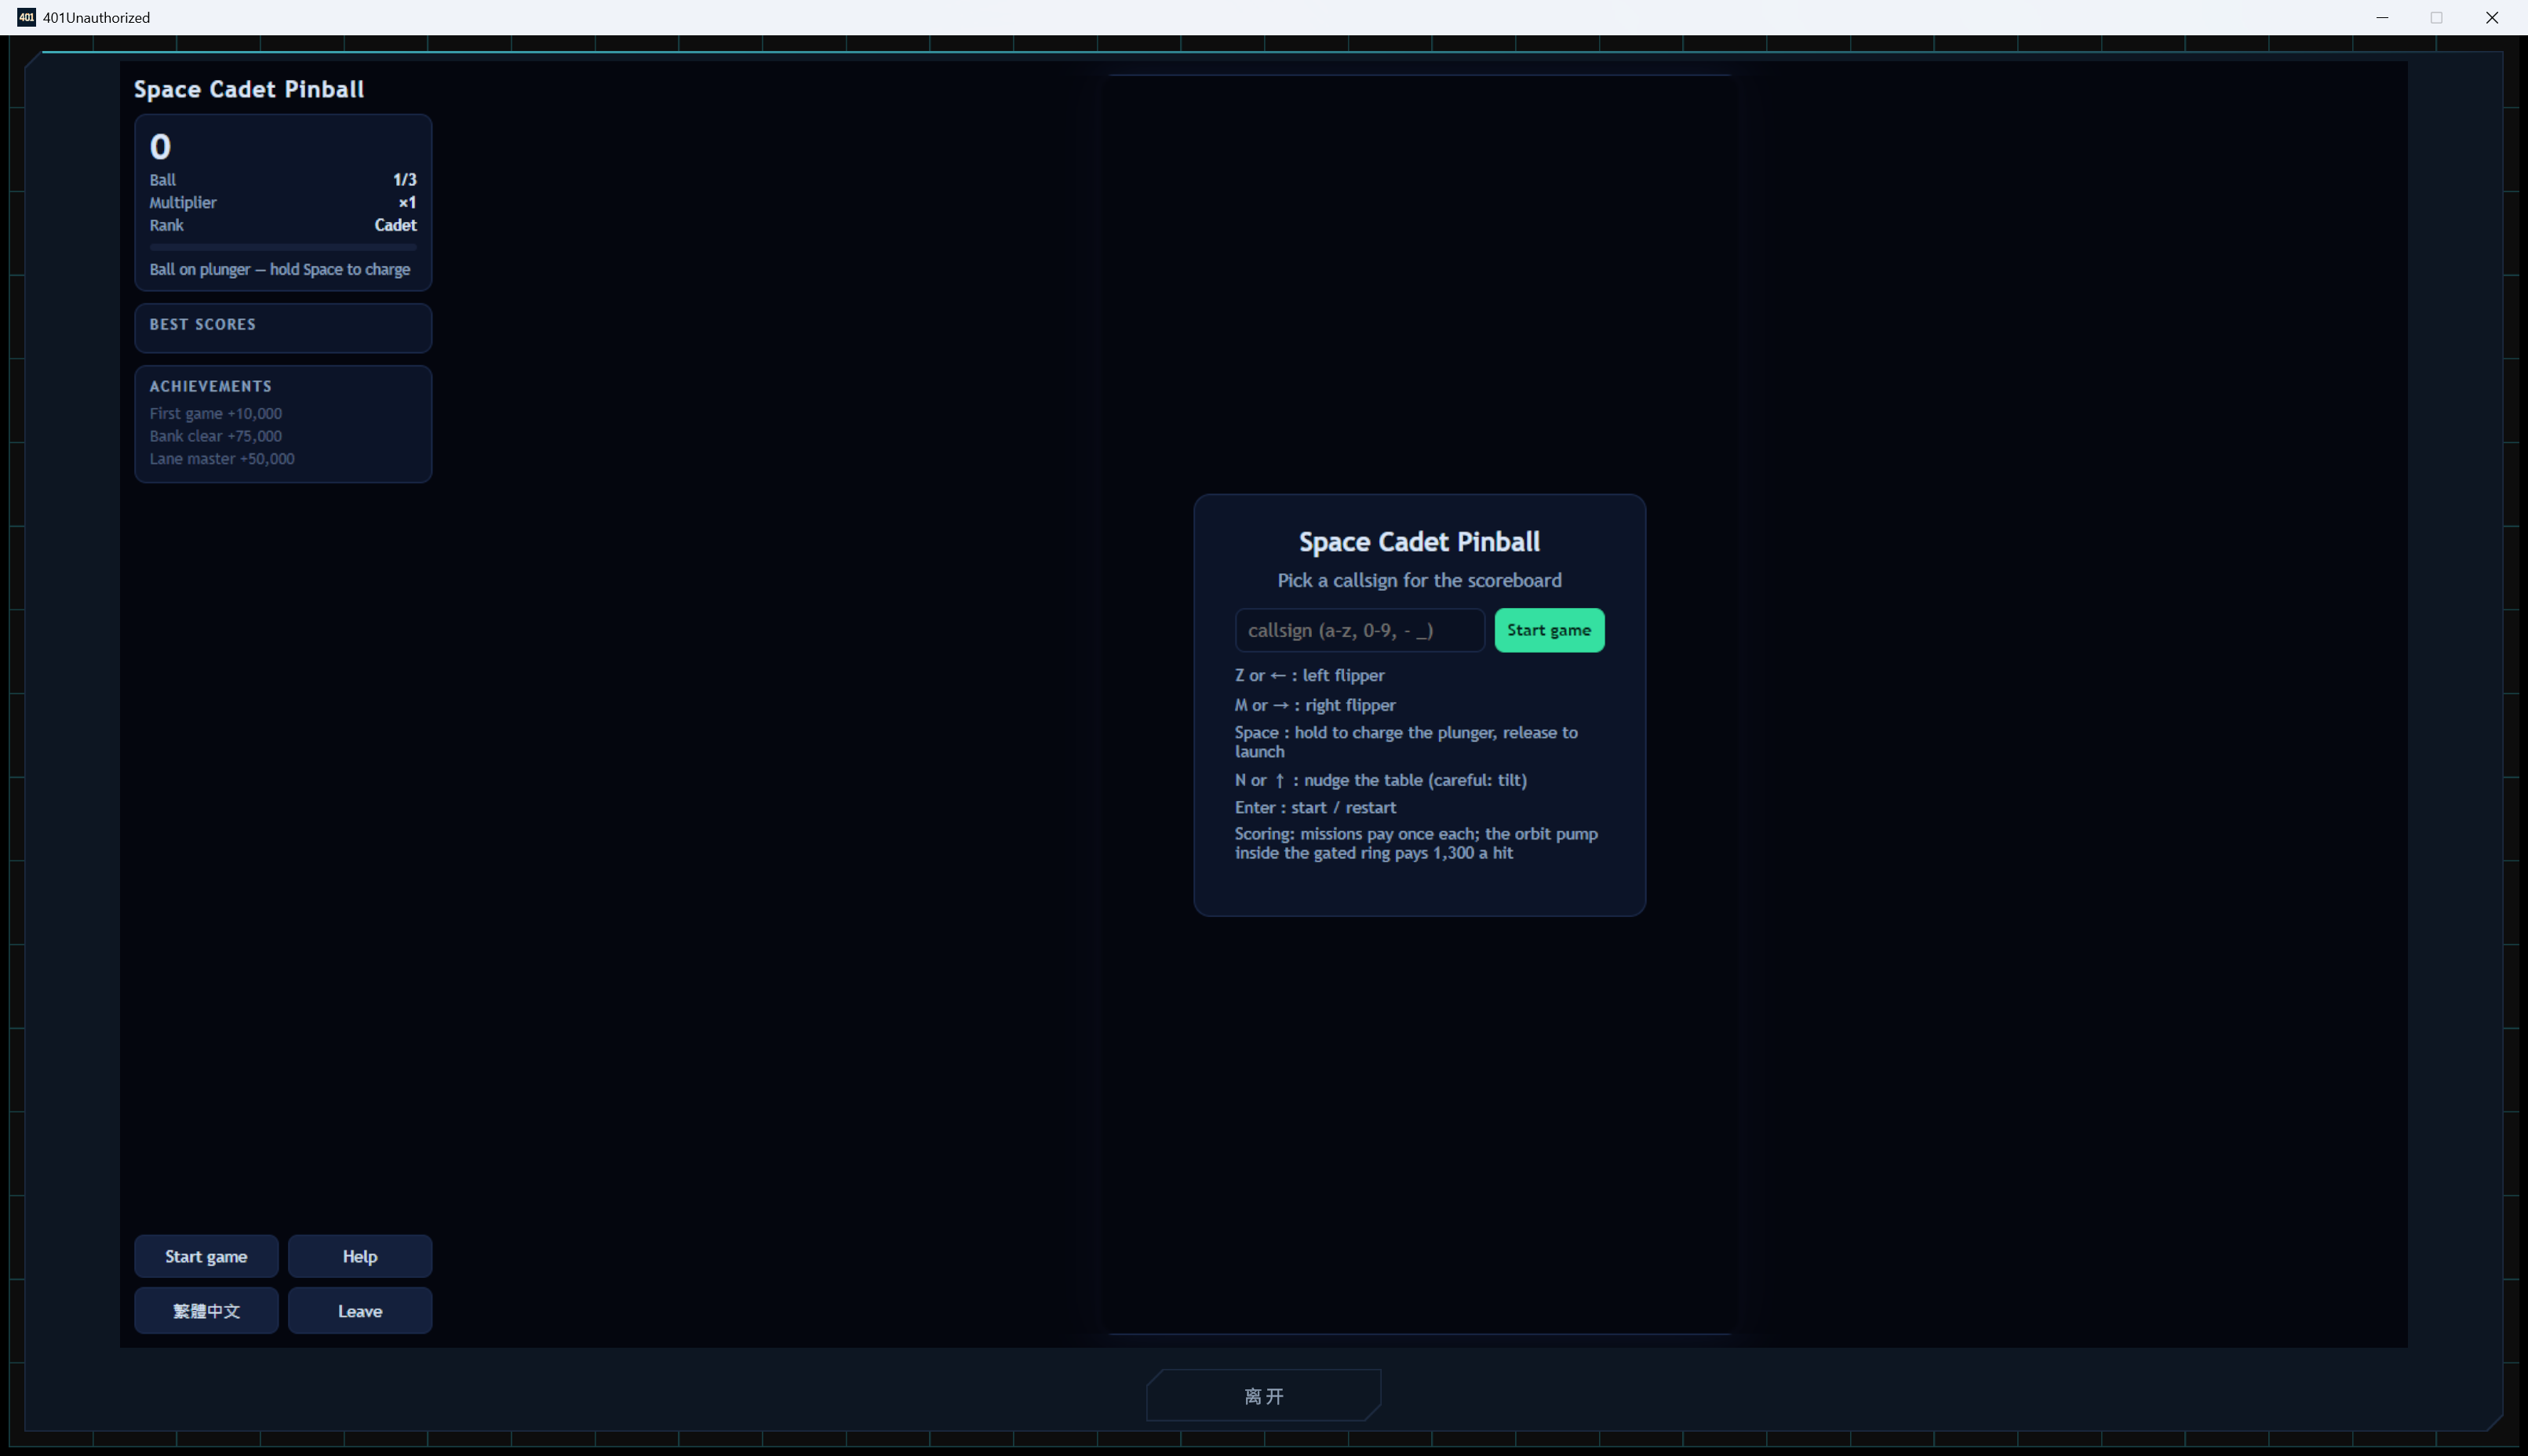 401 401Unauthorized
Space Cadet Pinball
0
Ball 1/3
Multiplier ×1
Rank Cadet
Ball on plunger — hold Space to charge
BEST SCORES
ACHIEVEMENTS
First game +10,000
Bank clear +75,000
Lane master +50,000
Space Cadet Pinball
Pick a callsign for the scoreboard
callsign (a-z, 0-9, - _) Start game
Z or ← : left flipper
M or → : right flipper
Space : hold to charge the plunger, release to
launch
N or ↑ : nudge the table (careful: tilt)
Enter : start / restart
Scoring: missions pay once each; the orbit pump
inside the gated ring pays 1,300 a hit
Start game Help
繁體中文 Leave
离开